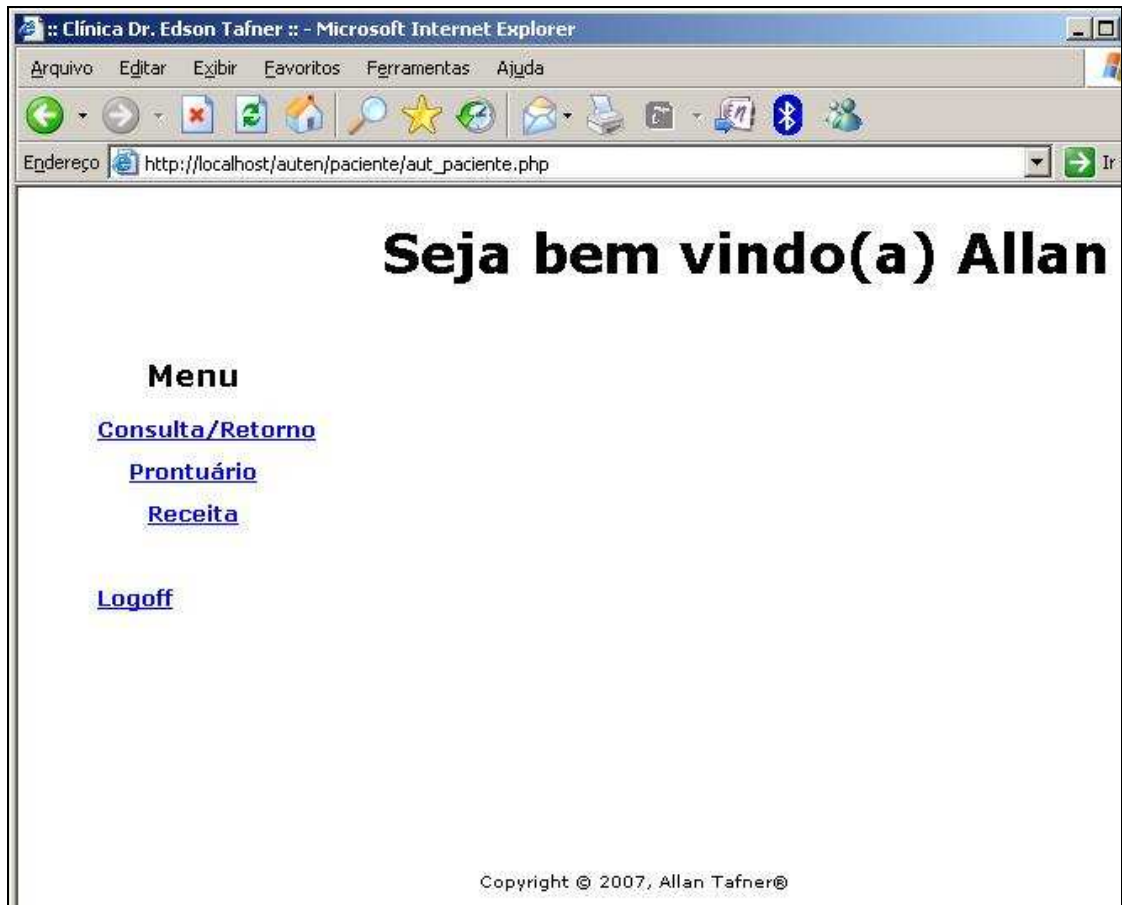 :: Clínica Dr. Edson Tafner :: - Microsoft Internet Explorer
Arquivo Editar Exibir Favoritos Ferramentas Ajuda
Endereço http://localhost/auten/paciente/aut_paciente.php Ir
Seja bem vindo(a) Allan
Menu
Consulta/Retorno
Prontuário
Receita
Logoff
Copyright © 2007, Allan Tafner®